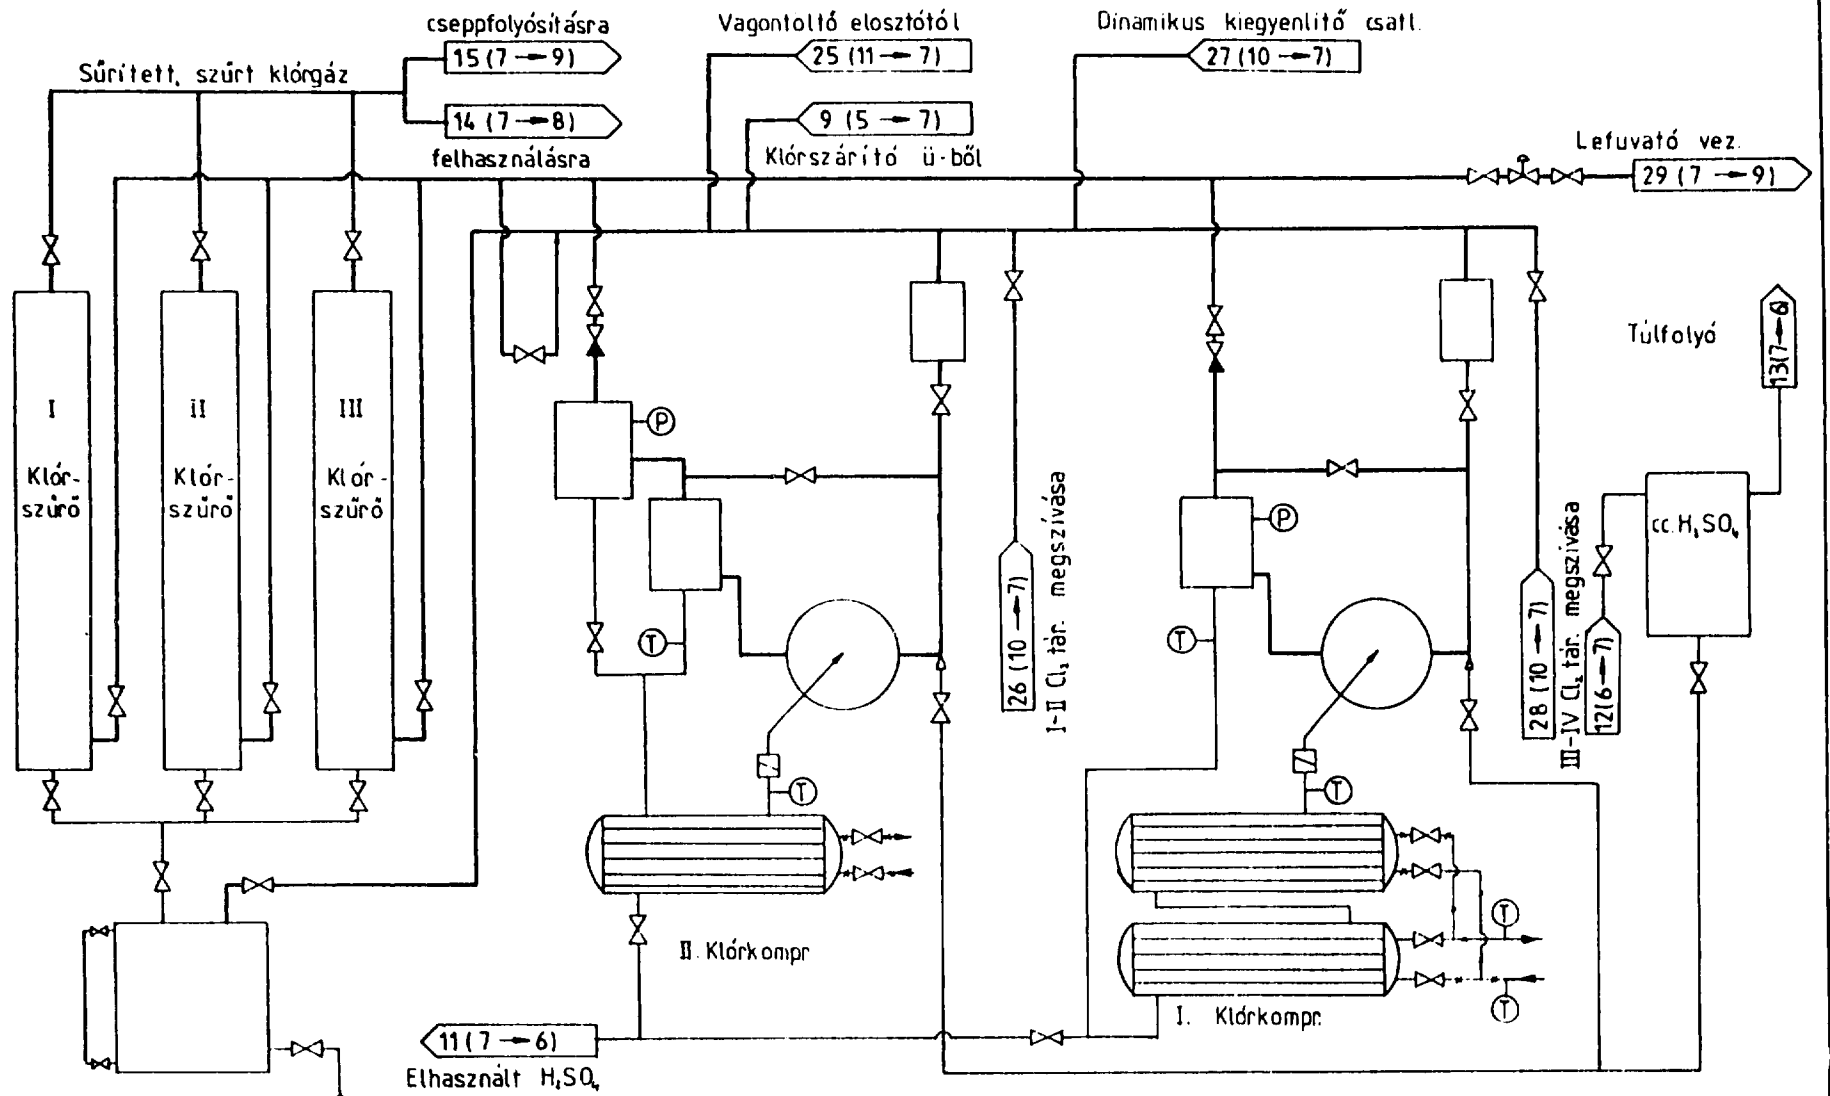 cseppfolyósításra
15 (7 → 9)
Sűrített, szűrt klórgáz
14 (7 → 8)
felhasználásra
Vagontoltő elosztótól
25 (11 → 7)
9 (5 → 7)
Klórszárító ü-ből
Dinamikus kiegyenlítő csatl.
27 (10 → 7)
Lefuvató vez.
29 (7 → 9)
Túlfolyó
13 (7 → 6)
I
Klór-
szűrő
II
Klór-
szűrő
III
Klór-
szűrő
P
T
T
26 (10 → 7)
I-II Cl₂ tár. megszívása
P
T
T
28 (10 → 7)
III-IV Cl₂ tár. megszívása
12 (6 → 7)
cc. H₂SO₄
II. Klórkompr
T
T
I. Klórkompr.
11 (7 → 6)
Elhasznált H₂SO₄